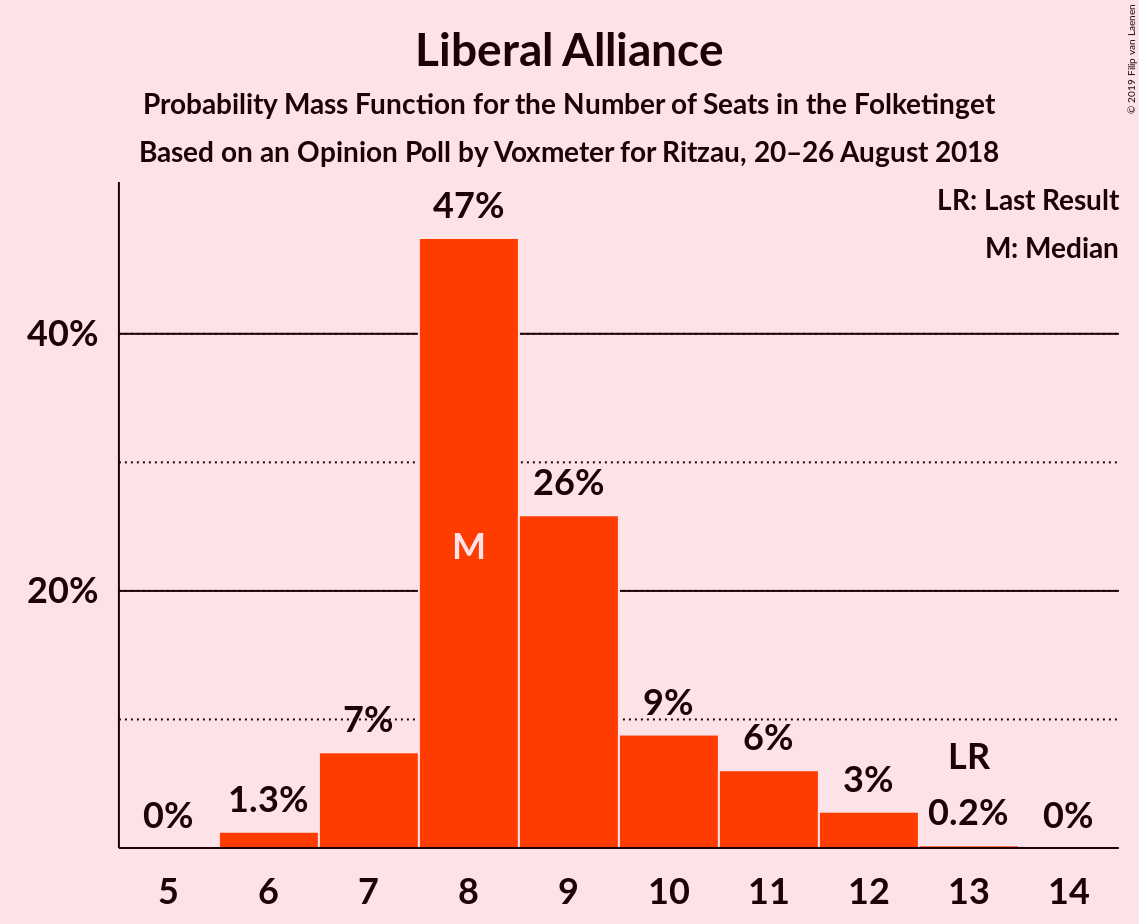 Liberal Alliance
Probability Mass Function for the Number of Seats in the Folketinget
Based on an Opinion Poll by Voxmeter for Ritzau, 20–26 August 2018
© 2019 Filip van Laenen
LR: Last Result
M: Median
47%
40%
26%
M
20%
9%
7%
6%
LR
3%
1.3%
0.2%
0%
0%
5 6 7 8 9 10 11 12 13 14